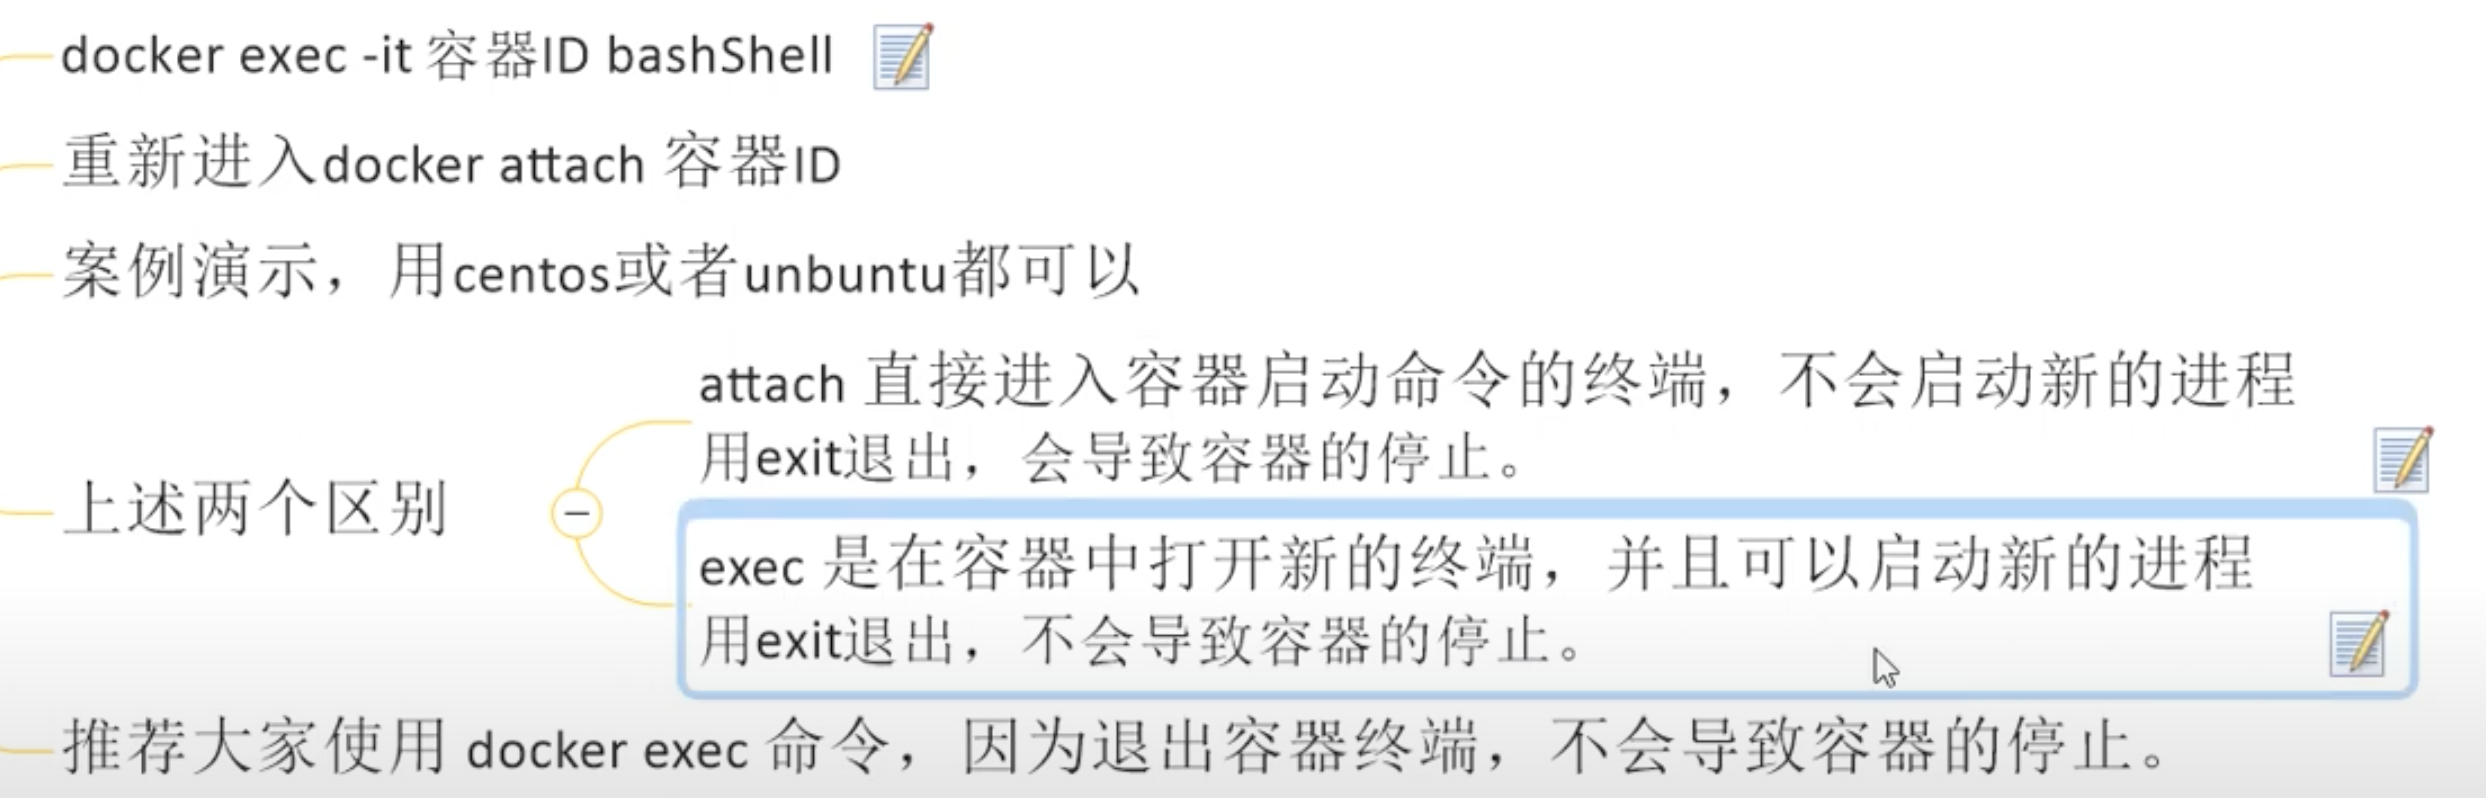 docker exec -it 容器ID bashShell
重新进入docker attach 容器ID
案例演示，用centos或者unbuntu都可以
上述两个区别
attach 直接进入容器启动命令的终端，不会启动新的进程
用exit退出，会导致容器的停止。
exec 是在容器中打开新的终端，并且可以启动新的进程
用exit退出，不会导致容器的停止。
推荐大家使用 docker exec 命令，因为退出容器终端，不会导致容器的停止。